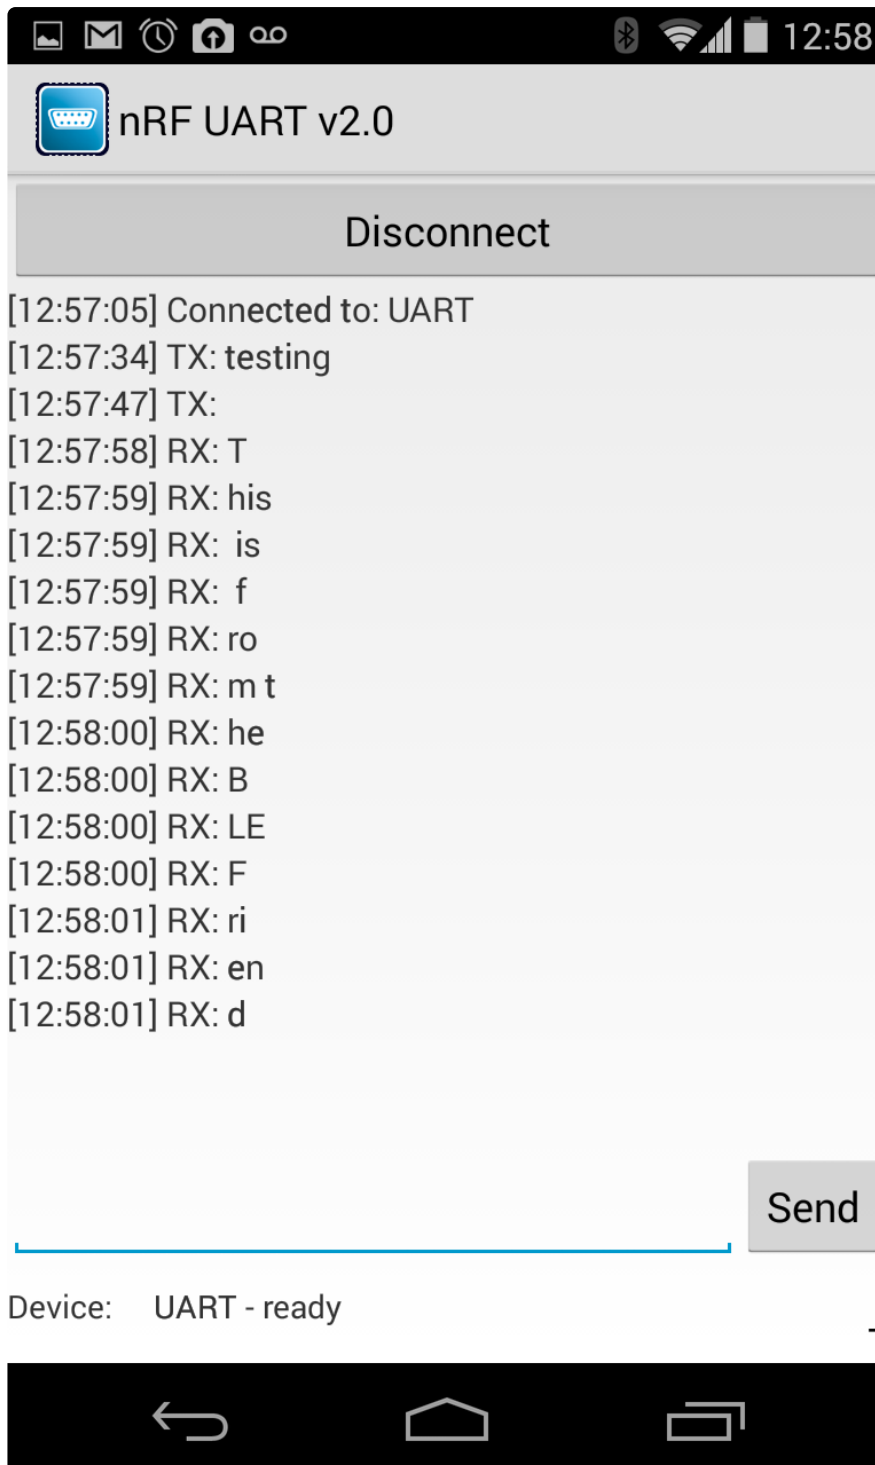 12:58
nRF UART v2.0
Disconnect
[12:57:05] Connected to: UART
[12:57:34] TX: testing
[12:57:47] TX:
[12:57:58] RX: T
[12:57:59] RX: his
[12:57:59] RX:  is
[12:57:59] RX:  f
[12:57:59] RX: ro
[12:57:59] RX: m t
[12:58:00] RX: he
[12:58:00] RX: B
[12:58:00] RX: LE
[12:58:00] RX: F
[12:58:01] RX: ri
[12:58:01] RX: en
[12:58:01] RX: d
Send
Device: UART - ready